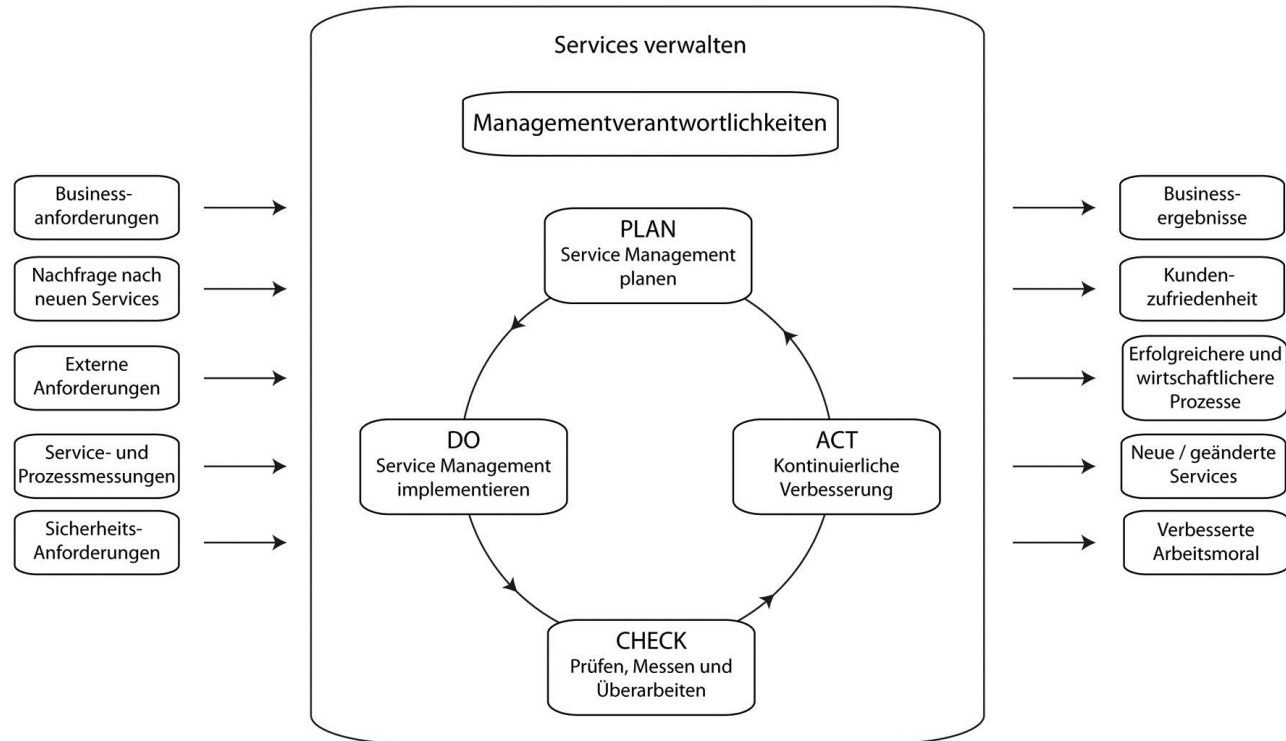 Services verwalten
Managementverantwortlichkeiten
Business-
anforderungen
Nachfrage nach
neuen Services
Externe
Anforderungen
Service- und
Prozessmessungen
Sicherheits-
Anforderungen
PLAN
Service Management
planen
DO
Service Management
implementieren
CHECK
Prüfen, Messen und
Überarbeiten
ACT
Kontinuierliche
Verbesserung
Business-
ergebnisse
Kunden-
zufriedenheit
Erfolgreichere und
wirtschaftlichere
Prozesse
Neue / geänderte
Services
Verbesserte
Arbeitsmoral